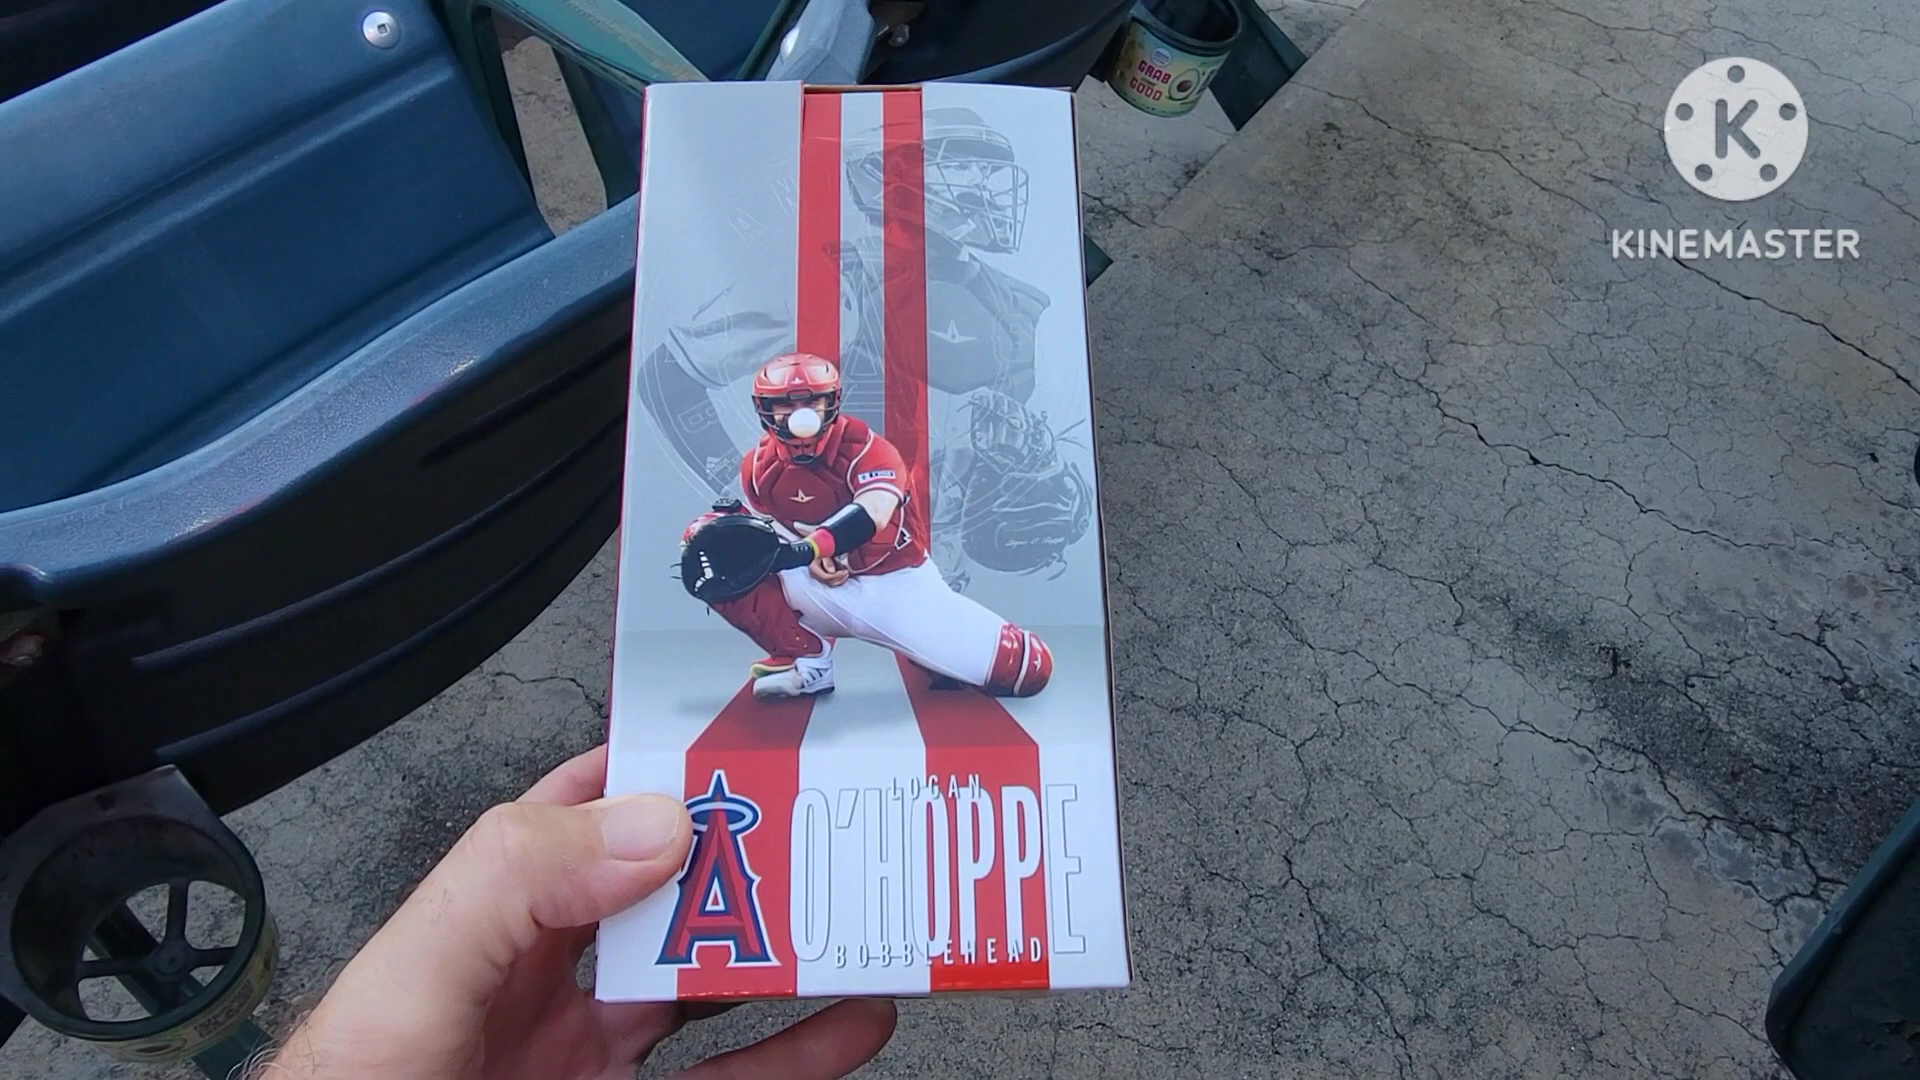 GRAB
GOOD
K
KINEMASTER
LOGAN
A O'HOPPE
BOBBLEHEAD